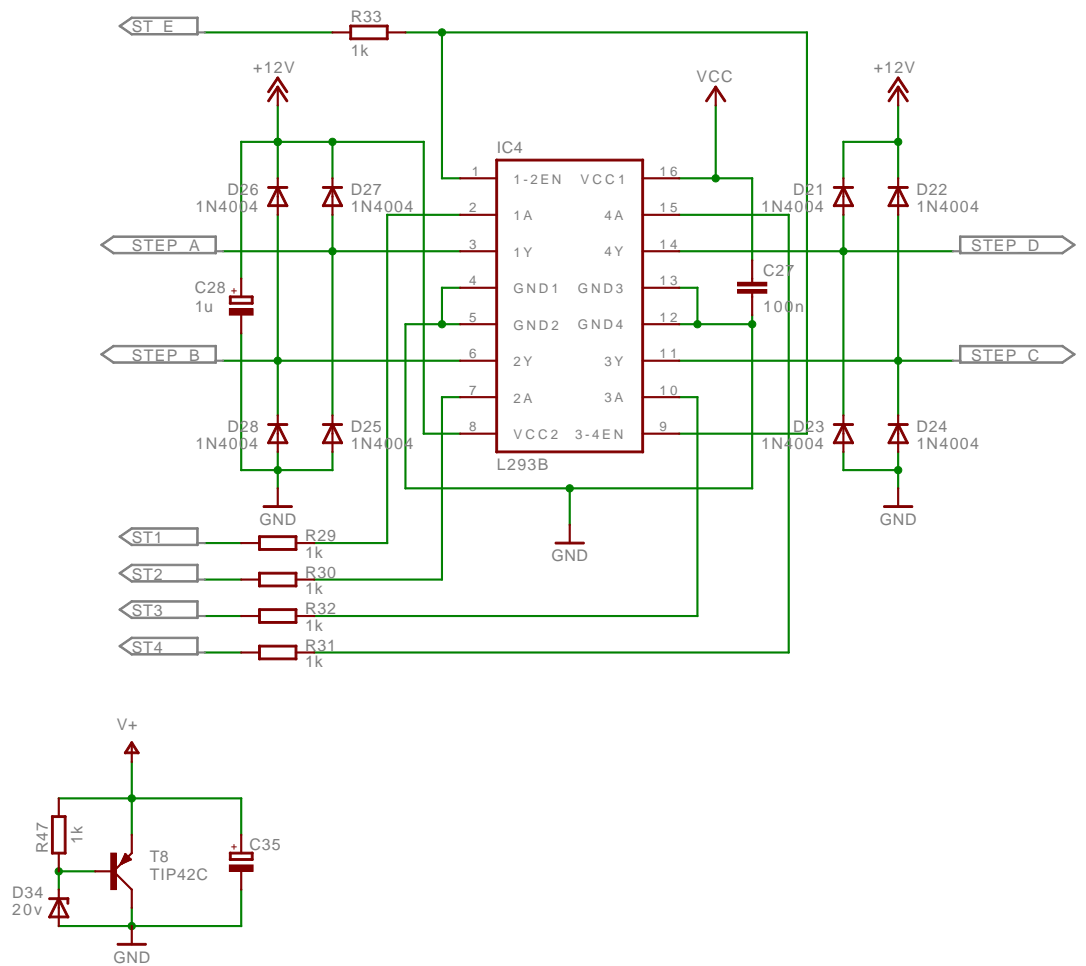 ST E
R33
1k
+12V
VCC
+12V
IC4
1
1-2EN
VCC1
16
D26
1N4004
D27
1N4004
D21
1N4004
D22
1N4004
2
1A
4A
15
STEP A
3
1Y
4Y
14
STEP D
C28
+
1u
4
GND1
GND3
13
C27
100n
5
GND2
GND4
12
STEP B
6
2Y
3Y
11
STEP C
7
2A
3A
10
D28
1N4004
D25
1N4004
8
VCC2
3-4EN
9
D23
1N4004
D24
1N4004
L293B
GND
GND
GND
ST1
R29
1k
ST2
R30
1k
ST3
R32
1k
ST4
R31
1k
V+
R47
1k
T8
TIP42C
+
C35
D34
20v
GND